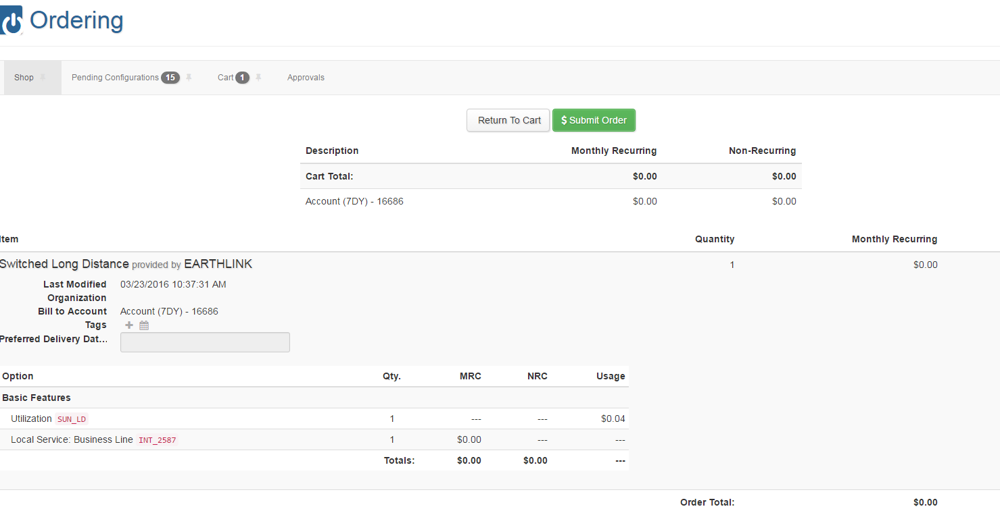 Ordering
Shop Pending Configurations 15 Cart 1 Approvals
Return To Cart $ Submit Order
Description Monthly Recurring Non-Recurring
Cart Total: $0.00 $0.00
Account (7DY) - 16686 $0.00 $0.00
Item Quantity Monthly Recurring
Switched Long Distance provided by EARTHLINK 1 $0.00
Last Modified 03/23/2016 10:37:31 AM
Organization
Bill to Account Account (7DY) - 16686
Tags
Preferred Delivery Dat...
Option Qty. MRC NRC Usage
Basic Features
Utilization SUN_LD 1 --- --- $0.04
Local Service: Business Line INT_2587 1 $0.00 --- ---
Totals: $0.00 $0.00 ---
Order Total: $0.00